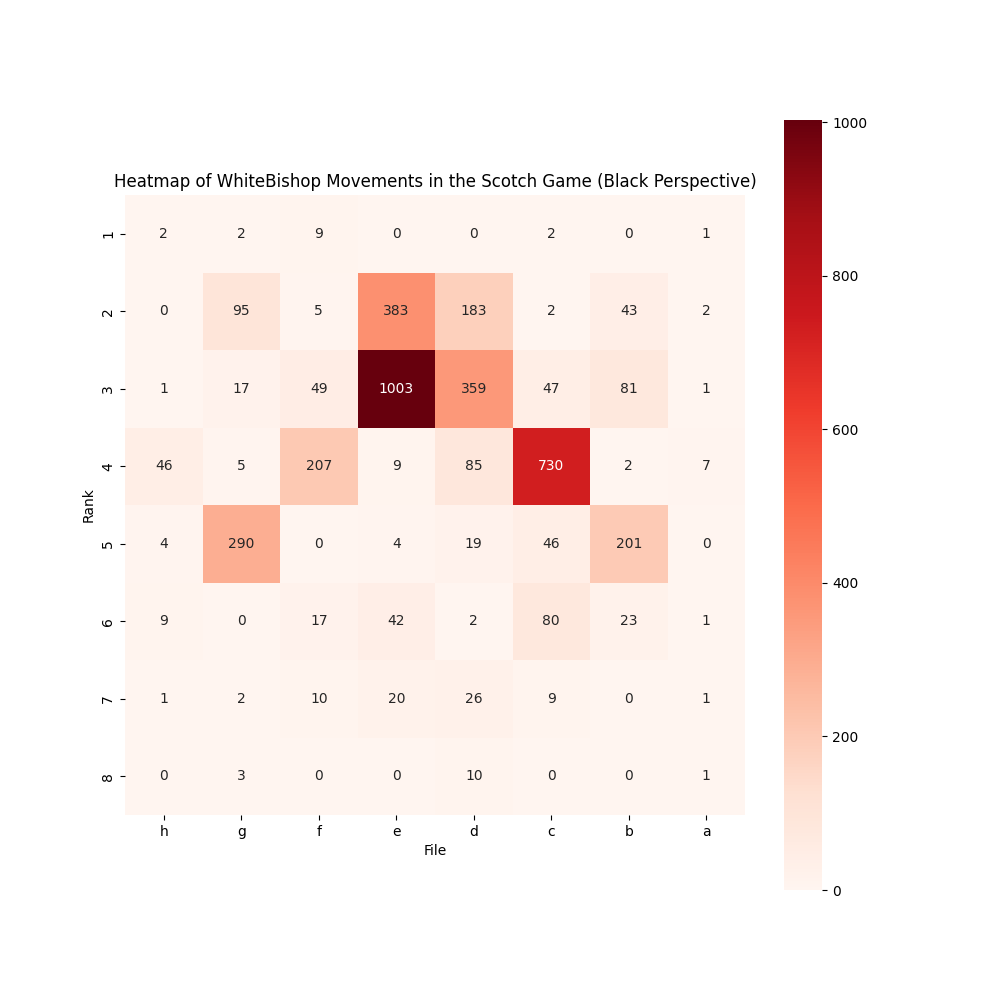 Heatmap of WhiteBishop Movements in the Scotch Game (Black Perspective)
1 2 2 9 0 0 2 0 1
2 0 95 5 383 183 2 43 2
3 1 17 49 1003 359 47 81 1
4 46 5 207 9 85 730 2 7
5 4 290 0 4 19 46 201 0
6 9 0 17 42 2 80 23 1
7 1 2 10 20 26 9 0 1
8 0 3 0 0 10 0 0 1
h g f e d c b a
File
Rank
1000
800
600
400
200
0